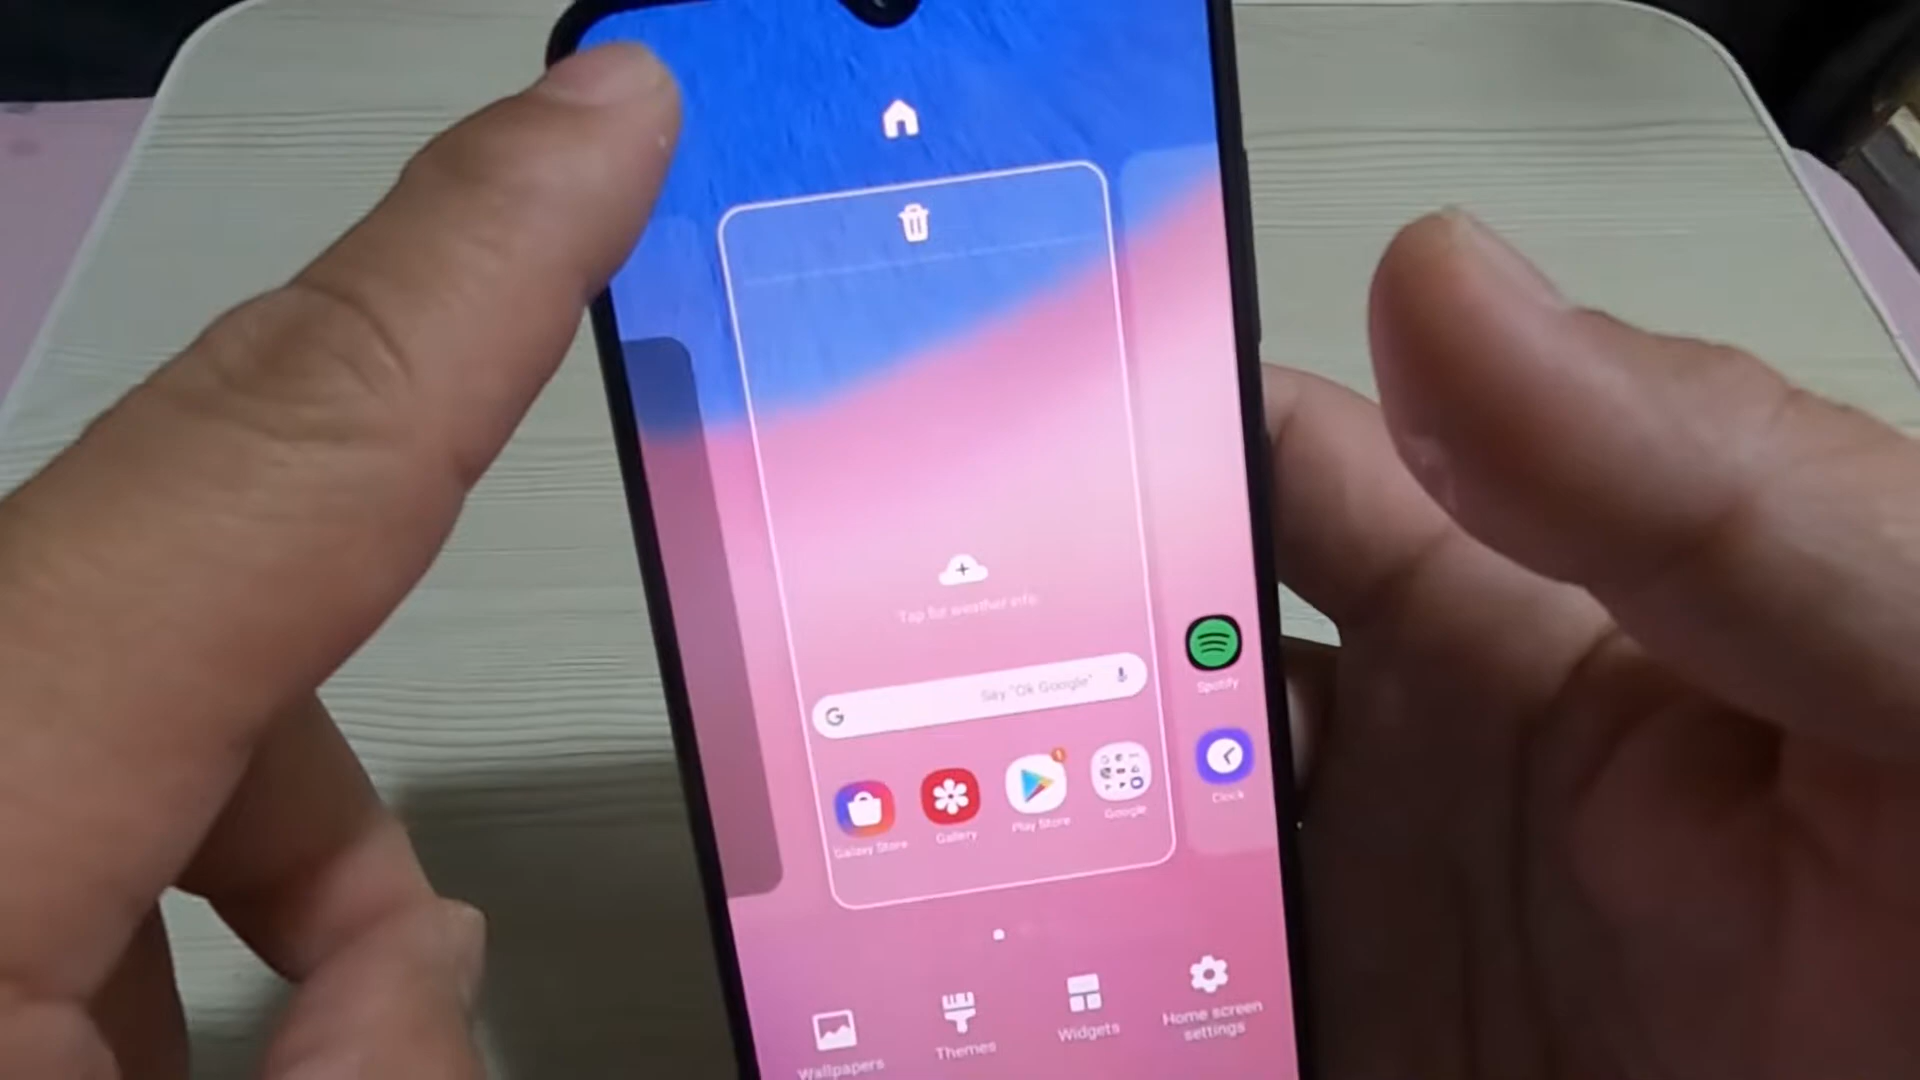 Tap for weather info
Say "Ok Google"
Spotify
Galaxy Store
Gallery
Play Store
1
Google
Clock
Wallpapers
Themes
Widgets
Home screen
settings